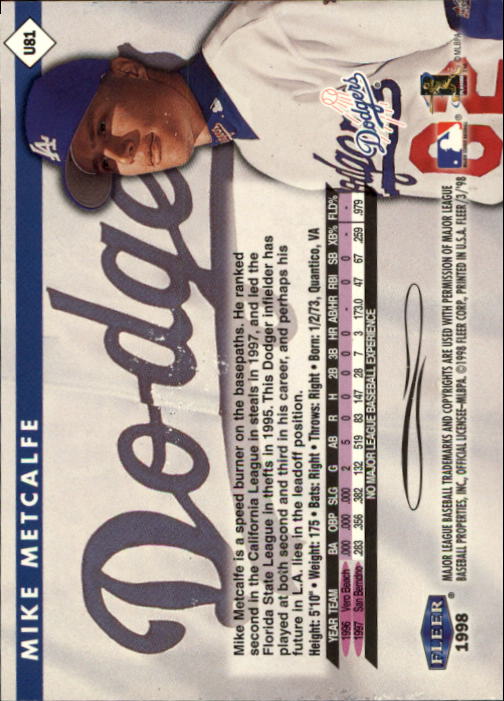 U81
MIKE METCALFE
LA
Dodge
Dodgers
©MLBPA
Mike Metcalfe is a speed burner on the basepaths. He ranked
second in the California League in steals in 1997, and led the
Florida State League in thefts in 1995. This Dodger infielder has
played at both second and third in his career, and perhaps his
future in L.A. lies in the leadoff position.
Height: 5'10" • Weight: 175 • Bats: Right • Throws: Right • Born: 1/2/73, Quantico, VA
YEAR TEAM BA OBP SLG G AB R H 2B 3B HR AB/HR RBI SB XB% FLD%
1996 Vero Beach .000 .000 .000 2 5 0 0 0 0 0 - 0 0 - -
1997 San Berndno .283 .356 .382 132 519 83 147 28 7 3 173.0 47 67 .259 .979
NO MAJOR LEAGUE BASEBALL EXPERIENCE
FLEER®
1998
MAJOR LEAGUE BASEBALL TRADEMARKS AND COPYRIGHTS ARE USED WITH PERMISSION OF MAJOR LEAGUE
BASEBALL PROPERTIES, INC. OFFICIAL LICENSEE-MLBPA. ©1998 FLEER CORP., PRINTED IN U.S.A. FLEER/3/'98